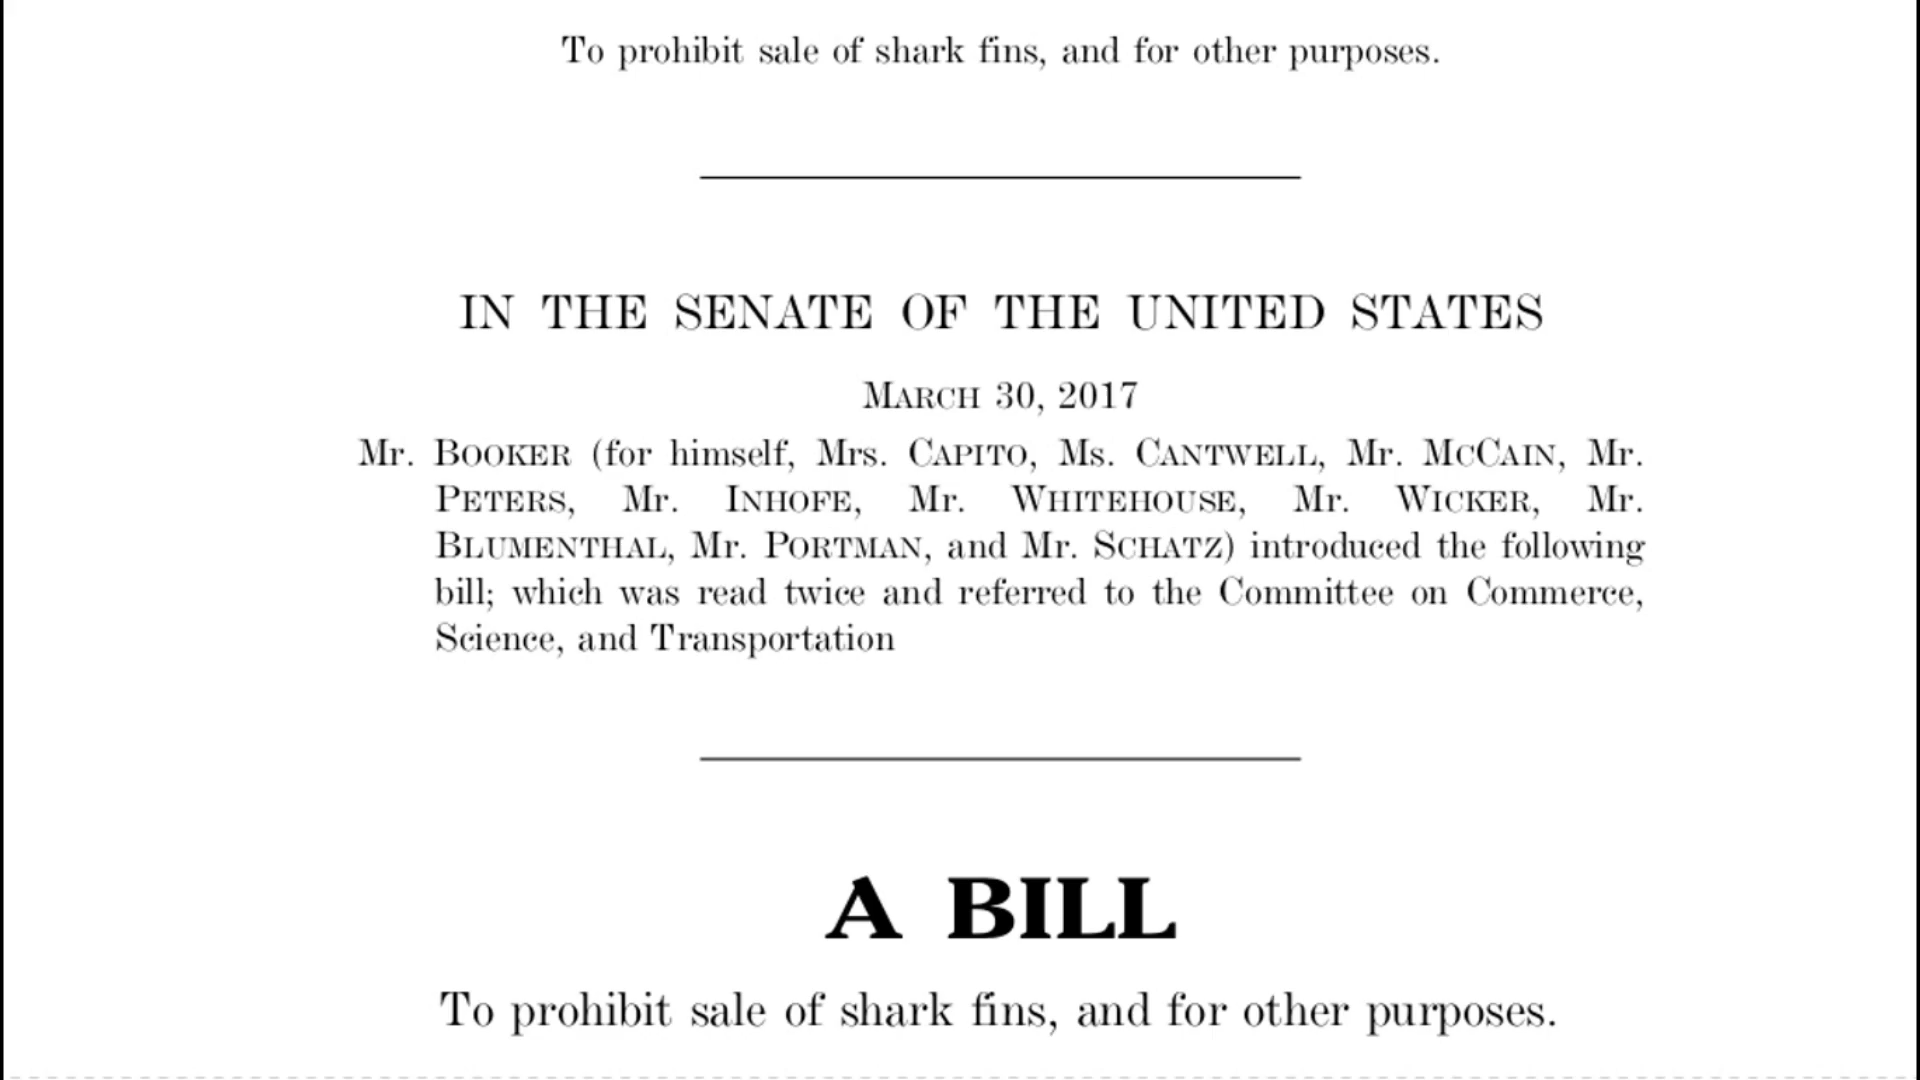 To prohibit sale of shark fins, and for other purposes.
IN THE SENATE OF THE UNITED STATES
MARCH 30, 2017
Mr. BOOKER (for himself, Mrs. CAPITO, Ms. CANTWELL, Mr. MCCAIN, Mr.
PETERS, Mr. INHOFE, Mr. WHITEHOUSE, Mr. WICKER, Mr.
BLUMENTHAL, Mr. PORTMAN, and Mr. SCHATZ) introduced the following
bill; which was read twice and referred to the Committee on Commerce,
Science, and Transportation
A BILL
To prohibit sale of shark fins, and for other purposes.